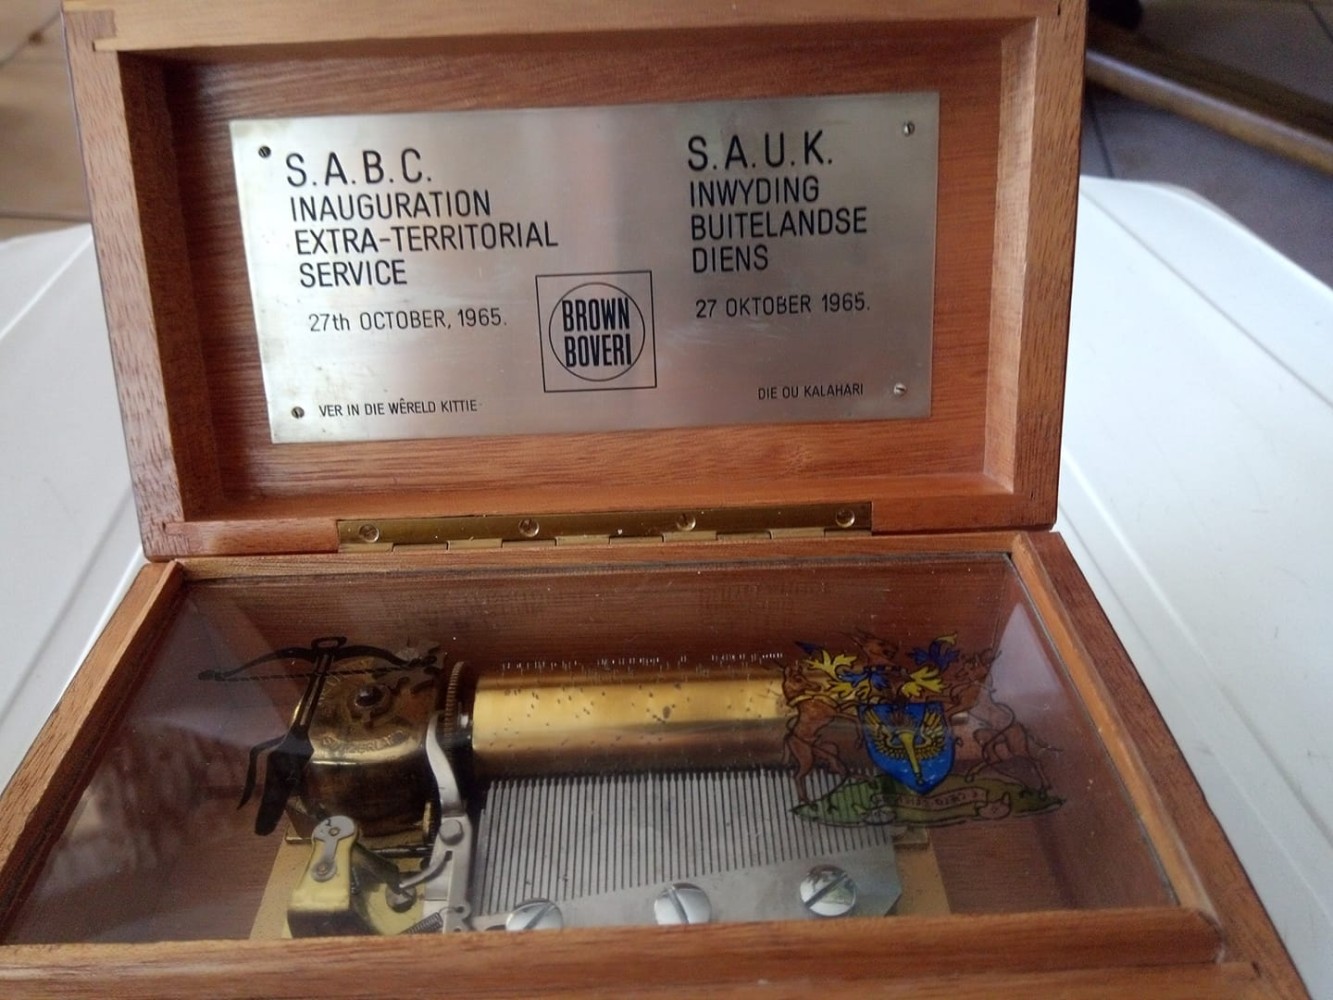 S.A.B.C.
INAUGURATION
EXTRA-TERRITORIAL
SERVICE
27th OCTOBER, 1965.
VER IN DIE WÊRELD KITTIE
BROWN
BOVERI
S.A.U.K.
INWYDING
BUITELANDSE
DIENS
27 OKTOBER 1965.
DIE OU KALAHARI